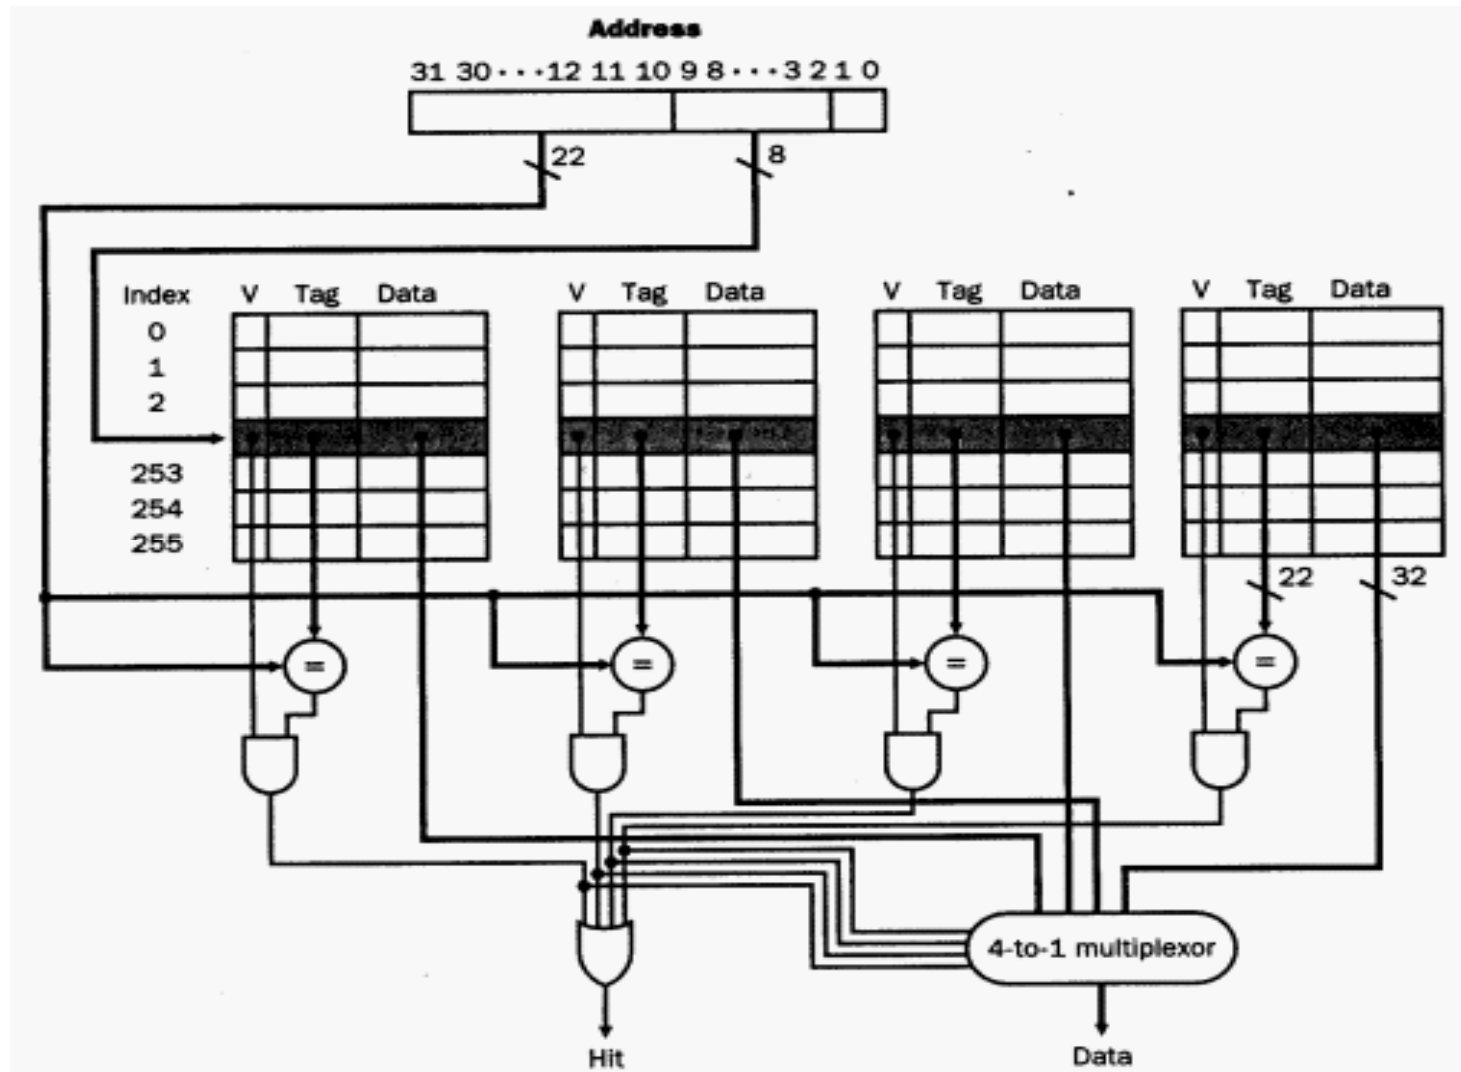 Address
31 30 · · · 12 11 10 9 8 · · · 3 2 1 0
22
8
Index
V Tag Data
V Tag Data
V Tag Data
V Tag Data
0
1
2
253
254
255
22
32
=
=
=
=
4-to-1 multiplexor
Hit
Data